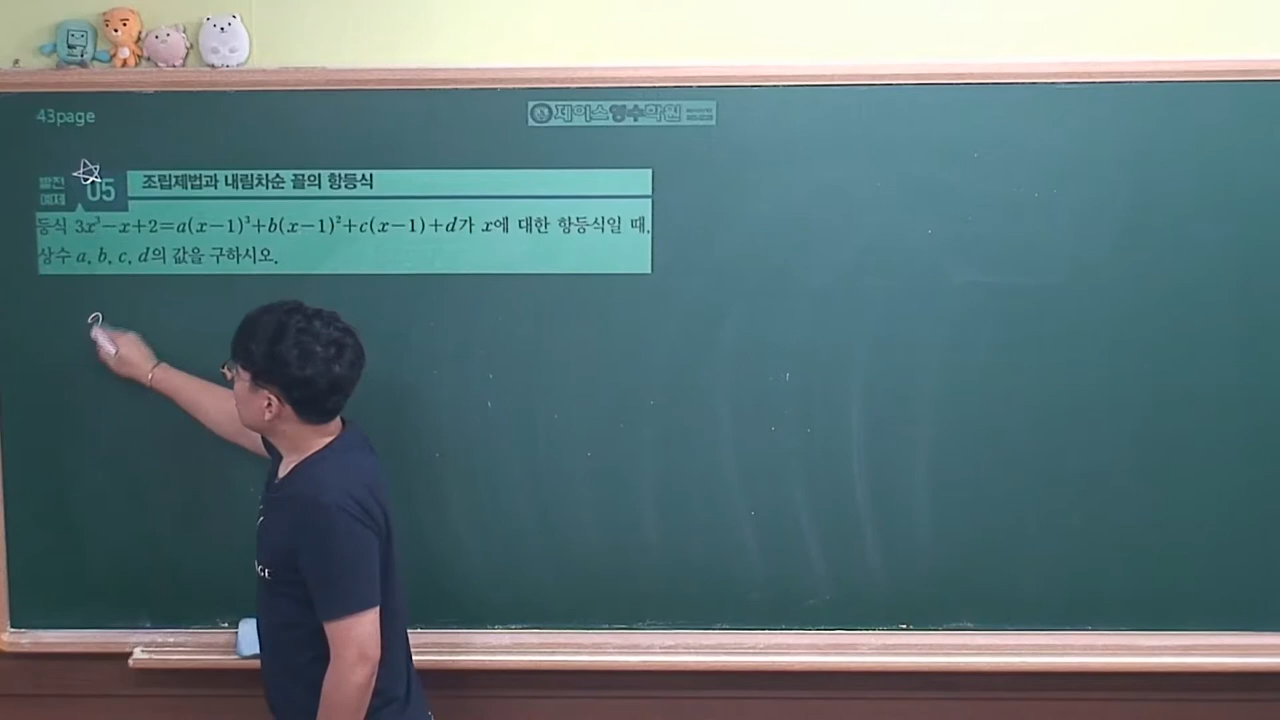 43page
제이스영수학원
발전
예제
05
조립제법과 내림차순 꼴의 항등식
등식 3x³−x+2=a(x−1)³+b(x−1)²+c(x−1)+d가 x에 대한 항등식일 때,
상수 a, b, c, d의 값을 구하시오.